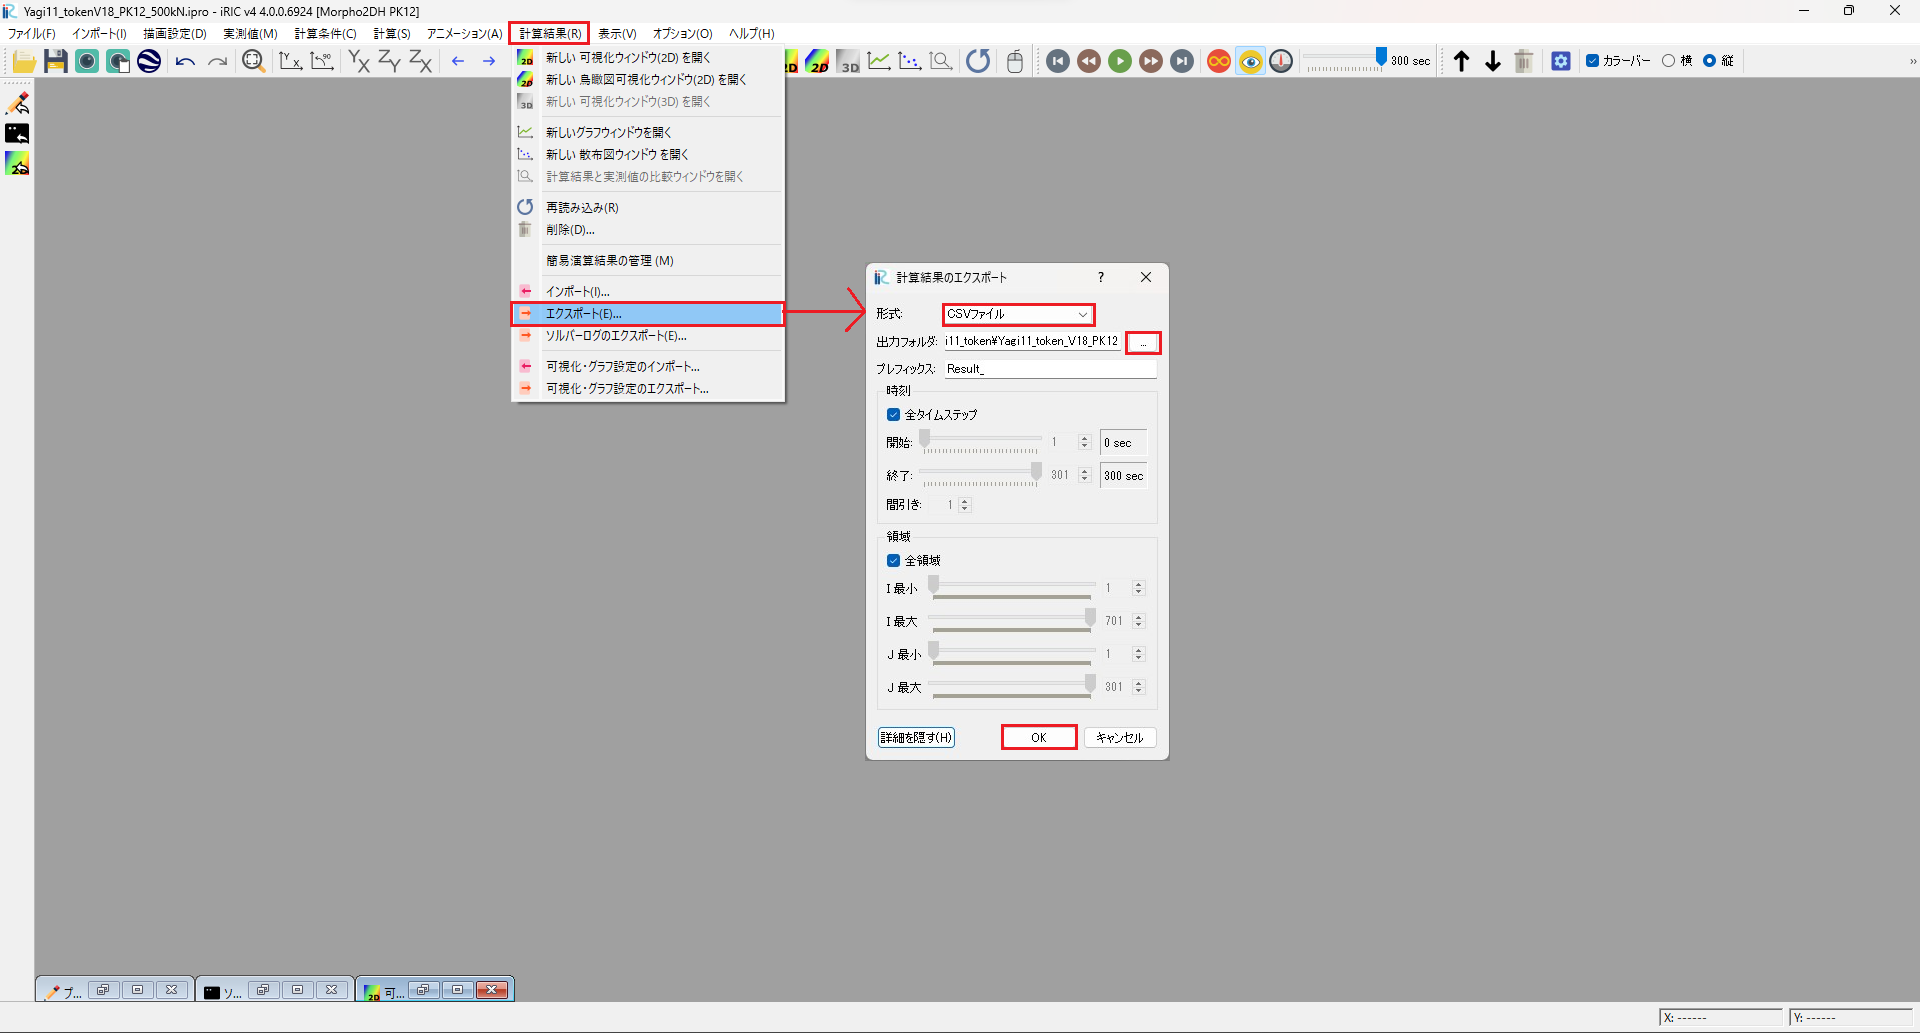 Yagi11_tokenV18_PK12_500kN.ipro - iRIC v4 4.0.0.6924 [Morpho2DH PK12]
ファイル(F) インポート(I) 描画設定(D) 実測値(M) 計算条件(C) 計算(S) アニメーション(A) 計算結果(R) 表示(V) オプション(O) ヘルプ(H)
300 sec カラーバー 横 縦
新しい 可視化ウィンドウ(2D) を開く
新しい 鳥瞰図可視化ウィンドウ(2D) を開く
新しい 可視化ウィンドウ(3D) を開く
新しいグラフウィンドウを開く
新しい 散布図ウィンドウ を開く
計算結果と実測値の比較ウィンドウを開く
再読み込み(R)
削除(D)...
簡易演算結果の管理 (M)
インポート(I)...
エクスポート(E)...
ソルバーログのエクスポート(E)...
可視化・グラフ設定のインポート...
可視化・グラフ設定のエクスポート...
計算結果のエクスポート ?
形式: CSVファイル
出力フォルダ: i11_token¥Yagi11_token_V18_PK12 ...
プレフィックス: Result_
時刻
全タイムステップ
開始: 1 0 sec
終了: 301 300 sec
間引き: 1
領域
全領域
I 最小 1
I 最大 701
J 最小 1
J 最大 301
詳細を隠す(H) OK キャンセル
プ... ソ... 可...
X: ------ Y: ------